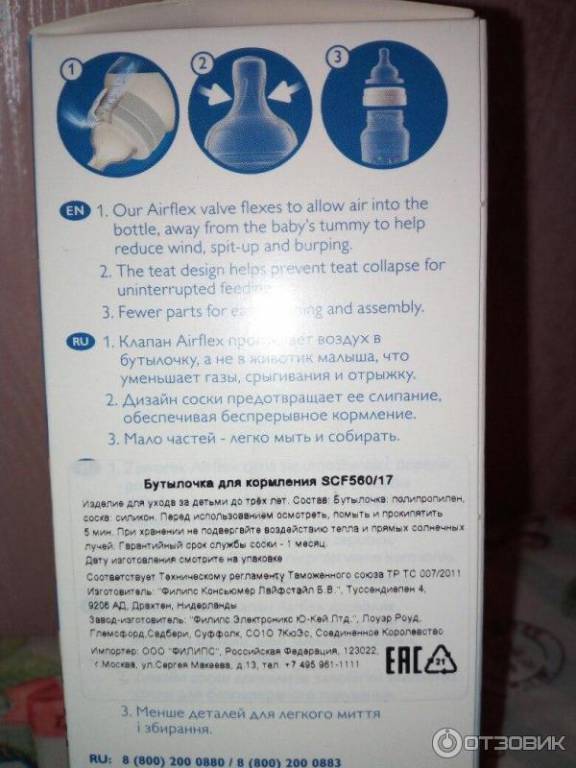 1 2 3
EN 1. Our Airflex valve flexes to allow air into the
bottle, away from the baby's tummy to help
reduce wind, spit-up and burping.
2. The teat design helps prevent teat collapse for
uninterrupted feeding.
3. Fewer parts for and assembly.
RU 1. Клапан Airflex воздух в
бутылочку, а не в животик малыша, что
уменьшает газы, срыгивания и отрыжку.
2. Дизайн соски предотвращает ее слипание,
обеспечивая беспрерывное кормление.
3. Мало частей - легко мыть и собирать.
Бутылочка для кормления SCF560/17
Изделие для ухода за детьми до трёх лет. Состав: Бутылочка: полипропилен,
соска: силикон. Перед использованием осмотреть, помыть и прокипятить
5 мин. При хранении не подвергайте воздействию тепла и прямых солнечных
лучей. Гарантийный срок службы соски - 1 месяц.
Дату изготовления смотрите на упаковке
Соответствует Техническому регламенту Таможенного союза ТР ТС 007/2011
Изготовитель: "Филипс Консьюмер Лайфстайл Б.В.", Туссендиепен 4,
9206 АД, Драхтен, Нидерланды
Завод-изготовитель: "Филипс Электроникс Ю-Кей Лтд.", Лоуэр Роуд,
Глемсфорд,Садбери, Суффолк, СО10 7КюЭс, Соединенное Королевство
Импортер: ООО "ФИЛИПС", Российская Федерация, 123022,
г.Москва, ул.Сергея Макеева, д.13, тел. +7 495 961-1111
EAC 21
3. Менше деталей для легкого миття
і збирання.
RU: 8 (800) 200 0880 / 8 (800) 200 0883
ОТЗОВИК